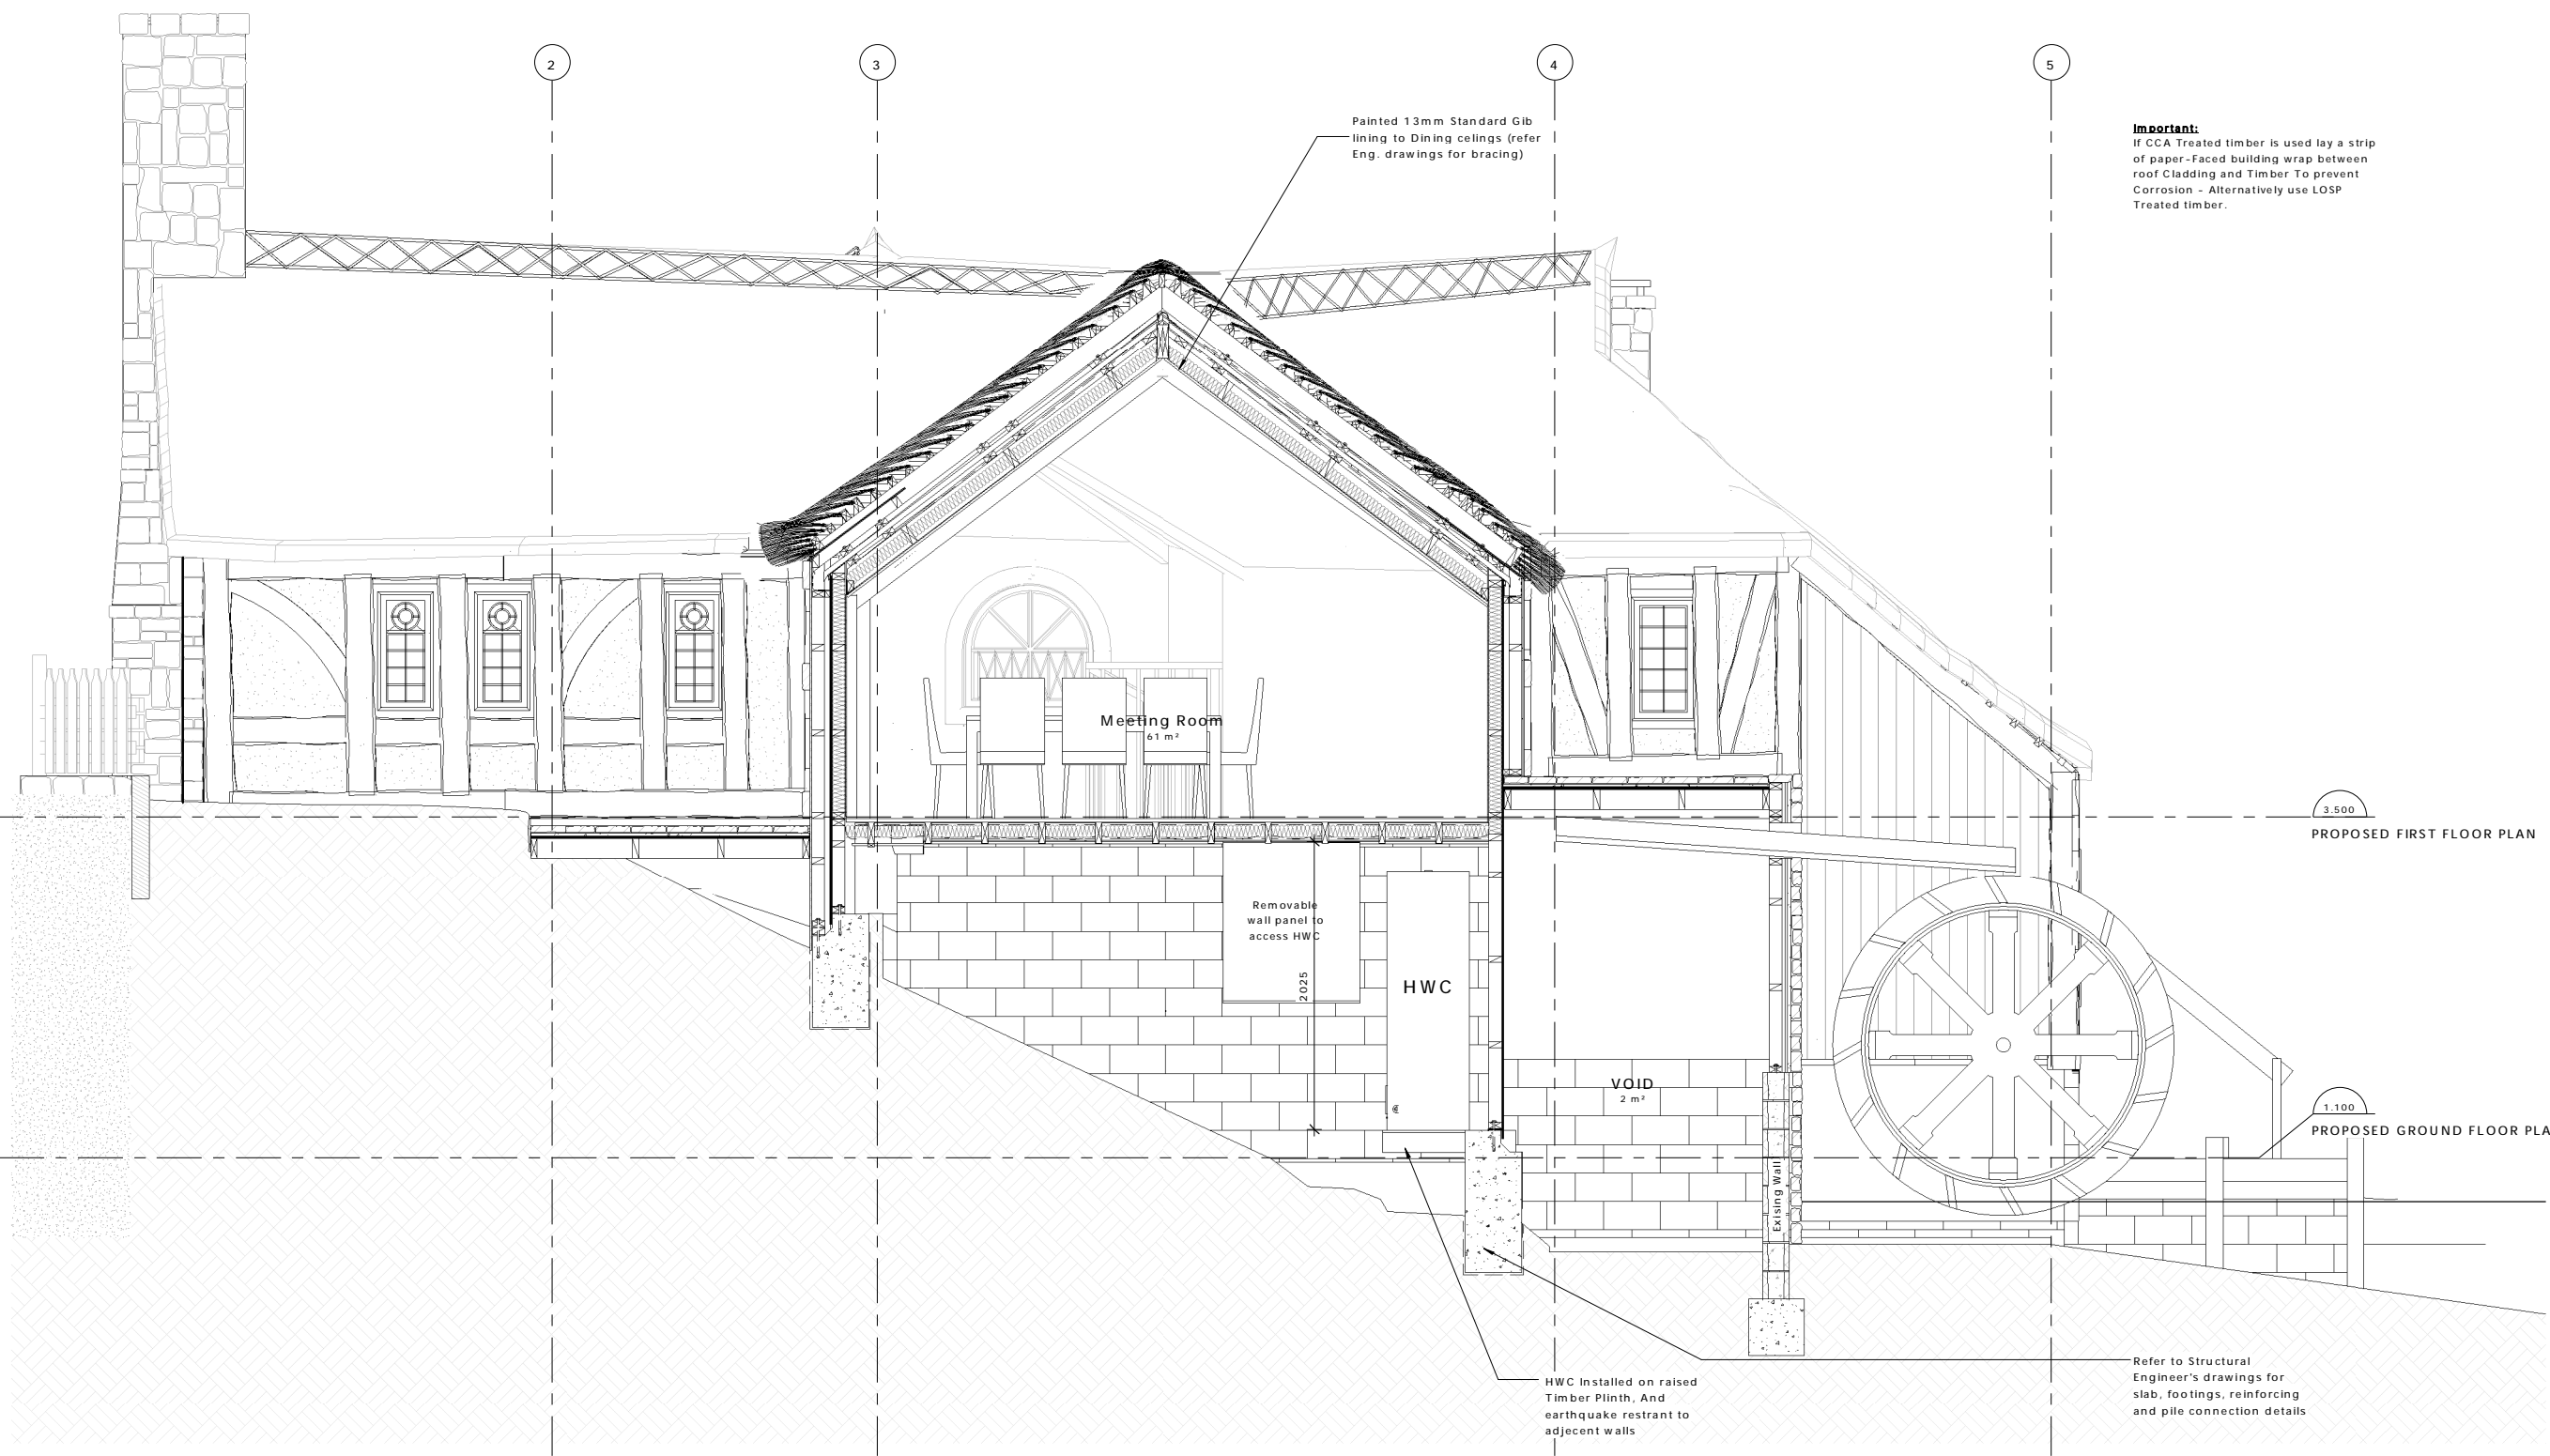 2
3
4
5
Painted 13mm Standard Gib
lining to Dining celings (refer
Eng. drawings for bracing)
Important:
If CCA Treated timber is used lay a strip
of paper-Faced building wrap between
roof Cladding and Timber To prevent
Corrosion - Alternatively use LOSP
Treated timber.
Meeting Room
61 m²
3.500
PROPOSED FIRST FLOOR PLAN
Removable
wall panel to
access HWC
2025
HWC
VOID
2 m²
1.100
PROPOSED GROUND FLOOR PLA
Exising Wall
HWC Installed on raised
Timber Plinth, And
earthquake restrant to
adjecent walls
Refer to Structural
Engineer's drawings for
slab, footings, reinforcing
and pile connection details